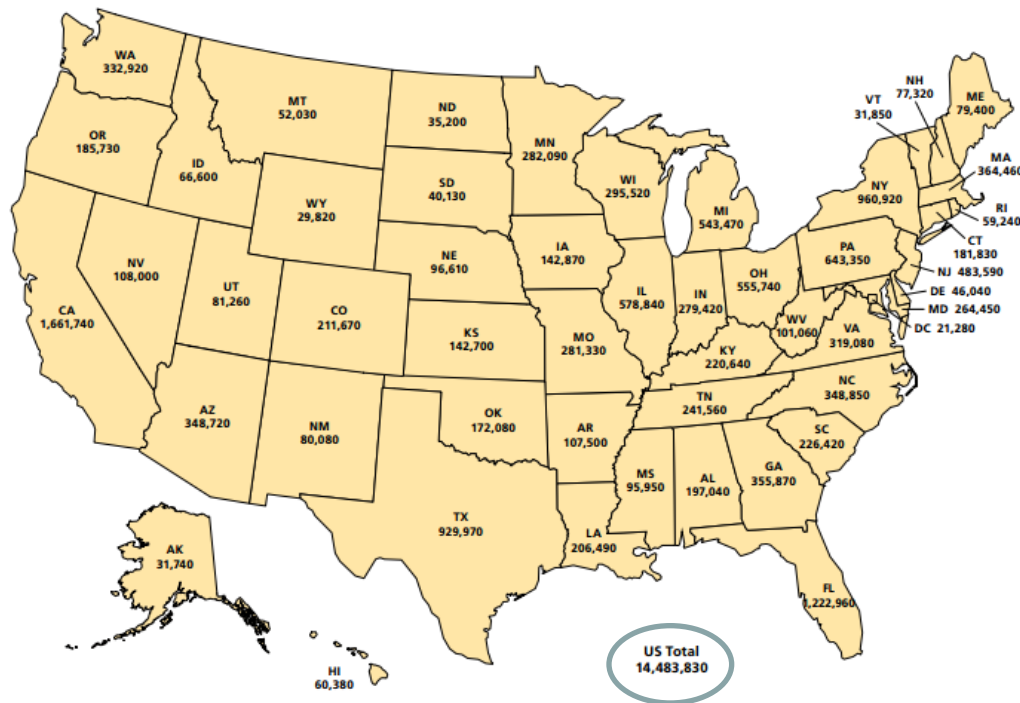 WA
332,920
OR
185,730
ID
66,600
MT
52,030
ND
35,200
MN
282,090
SD
40,130
WY
29,820
WI
295,520
MI
543,470
NH
77,320
VT
31,850
ME
79,400
MA
364,460
NY
960,920
RI
59,240
CT
181,830
PA
643,350
NJ 483,590
DE 46,040
MD 264,450
DC 21,280
NE
96,610
IA
142,870
NV
108,000
UT
81,260
CO
211,670
CA
1,661,740
KS
142,700
MO
281,330
IL
578,840
IN
279,420
OH
555,740
WV
101,060
VA
319,080
KY
220,640
TN
241,560
NC
348,850
SC
226,420
AZ
348,720
NM
80,080
OK
172,080
AR
107,500
MS
95,950
AL
197,040
GA
355,870
TX
929,970
LA
206,490
FL
1,222,960
AK
31,740
HI
60,380
US Total
14,483,830